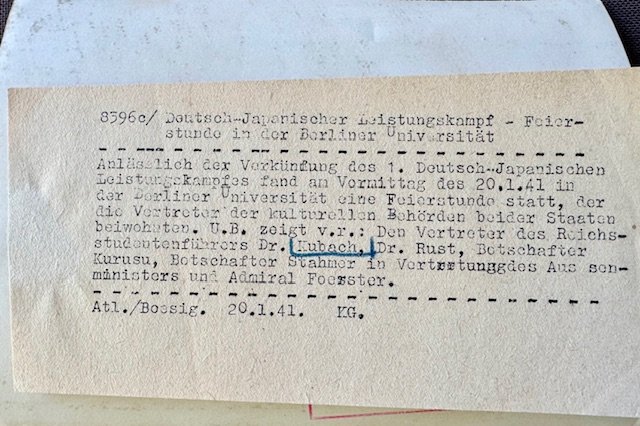 8396c/ Deutsch-Japanischer Leistungskampf - Feier-
stunde in der Berliner Universität
Anläßlich der Verkünfung des 1. Deutsch-Japanischen
Leistungskampfes fand am Vormittag des 20.1.41 in
der Berliner Universität eine Feierstunde statt, der
die Vertreter der kulturellen Behörden beider Staaten
beiwohnten. U.B. zeigt v.r.: Den Vertreter des Reichs-
studentenführers Dr. Kubach, Dr. Rust, Botschafter
Kurusu, Botschafter Stahmer in Vertretungdes Aus sen-
ministers und Admiral Foerster.
Atl./Bossig. 20.1.41. KG.